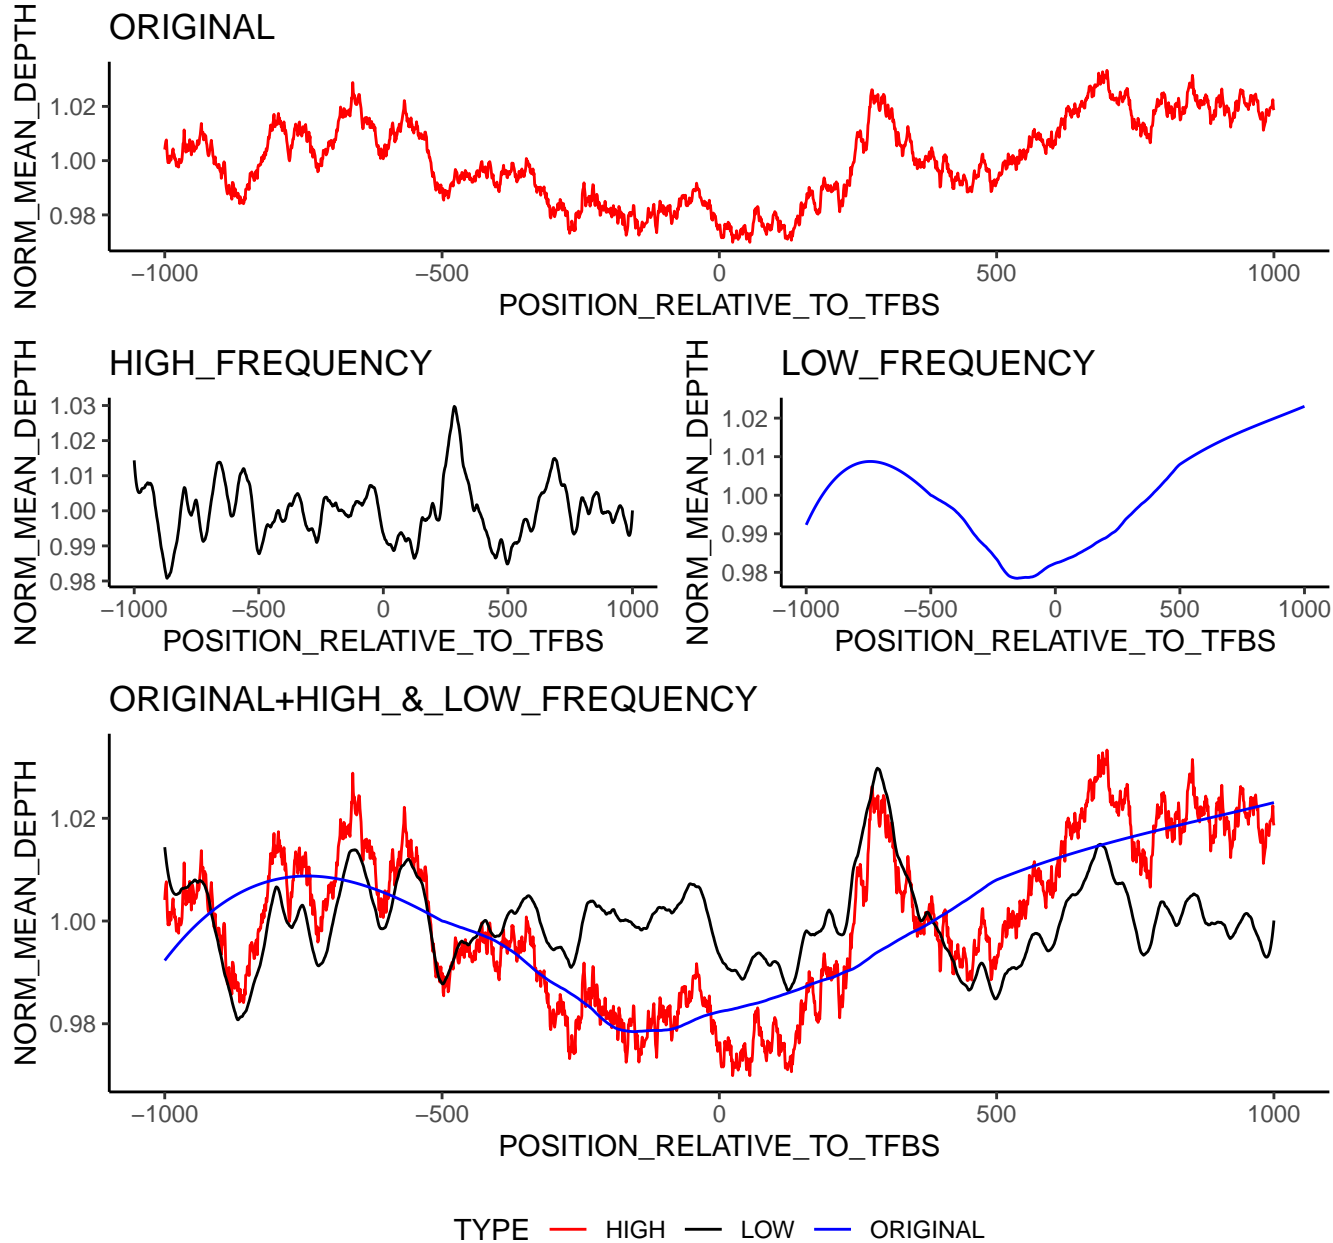 ORIGINAL
NORM_MEAN_DEPTH
1.02
1.00
0.98
−1000 −500 0 500 1000
POSITION_RELATIVE_TO_TFBS
HIGH_FREQUENCY
NORM_MEAN_DEPTH
1.03
1.02
1.01
1.00
0.99
0.98
−1000 −500 0 500 1000
POSITION_RELATIVE_TO_TFBS
LOW_FREQUENCY
NORM_MEAN_DEPTH
1.02
1.01
1.00
0.99
0.98
−1000 −500 0 500 1000
POSITION_RELATIVE_TO_TFBS
ORIGINAL+HIGH_&_LOW_FREQUENCY
NORM_MEAN_DEPTH
1.02
1.00
0.98
−1000 −500 0 500 1000
POSITION_RELATIVE_TO_TFBS
TYPE HIGH LOW ORIGINAL